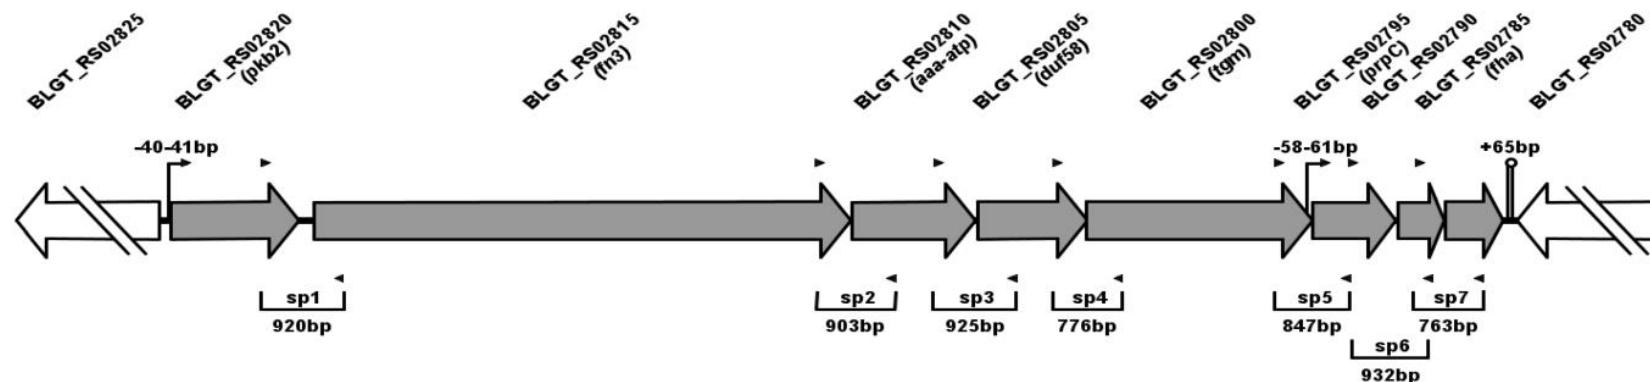 BLGT_RS02825
BLGT_RS02820
(pkb2)
BLGT_RS02815
(fn3)
BLGT_RS02810
(aaa-atp)
BLGT_RS02805
(duf58)
BLGT_RS02800
(tgm)
BLGT_RS02795
(prpC)
BLGT_RS02790
BLGT_RS02785
(fha)
BLGT_RS02780
-40-41bp
-58-61bp
+65bp
sp1
920bp
sp2
903bp
sp3
925bp
sp4
776bp
sp5
847bp
sp7
763bp
sp6
932bp